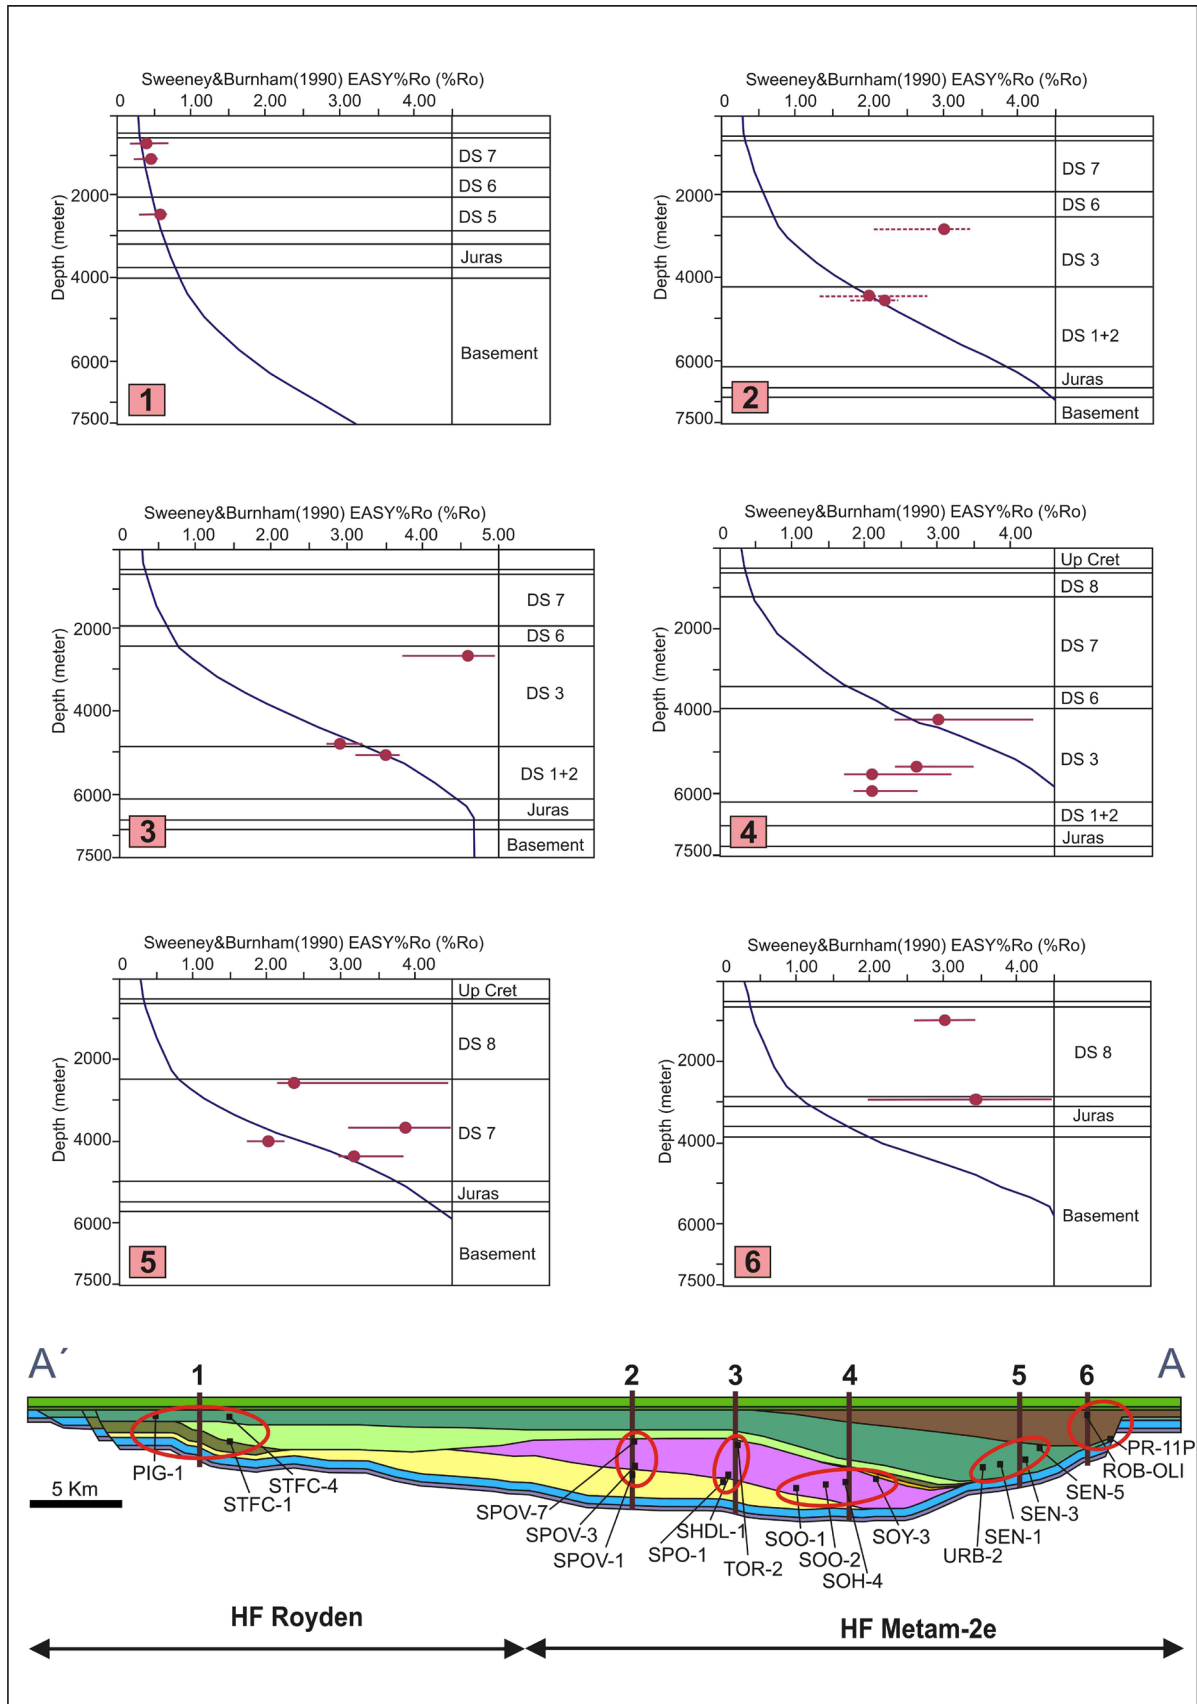 Sweeney&Burnham(1990) EASY%Ro (%Ro)
0 1.00 2.00 3.00 4.00
Depth (meter)
2000
4000
6000
7500
DS 7
DS 6
DS 5
Juras
Basement
1
Sweeney&Burnham(1990) EASY%Ro (%Ro)
0 1.00 2.00 3.00 4.00
Depth (meter)
2000
4000
6000
7500
DS 7
DS 6
DS 3
DS 1+2
Juras
Basement
2
Sweeney&Burnham(1990) EASY%Ro (%Ro)
0 1.00 2.00 3.00 4.00 5.00
Depth (meter)
2000
4000
6000
7500
DS 7
DS 6
DS 3
DS 1+2
Juras
Basement
3
Sweeney&Burnham(1990) EASY%Ro (%Ro)
0 1.00 2.00 3.00 4.00
Depth (meter)
2000
4000
6000
7500
Up Cret
DS 8
DS 7
DS 6
DS 3
DS 1+2
Juras
4
Sweeney&Burnham(1990) EASY%Ro (%Ro)
0 1.00 2.00 3.00 4.00
Depth (meter)
2000
4000
6000
7500
Up Cret
DS 8
DS 7
Juras
Basement
5
Sweeney&Burnham(1990) EASY%Ro (%Ro)
0 1.00 2.00 3.00 4.00
Depth (meter)
2000
4000
6000
7500
DS 8
Juras
Basement
6
A´ A
1 2 3 4 5 6
PIG-1
STFC-4
STFC-1
5 Km
SPOV-7
SPOV-3
SPOV-1
SHDL-1
SPO-1
TOR-2
SOO-1
SOO-2
SOH-4
SOY-3
URB-2
SEN-1
SEN-3
SEN-5
ROB-OLI
PR-11P
HF Royden
HF Metam-2e